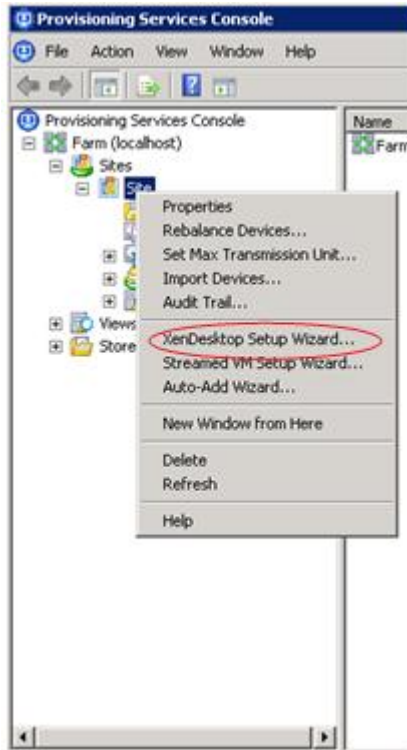 Provisioning Services Console
File Action View Window Help
Provisioning Services Console
Farm (localhost)
Sites
Site
Views
Store
Name
Farm
Properties
Rebalance Devices...
Set Max Transmission Unit...
Import Devices...
Audit Trail...
XenDesktop Setup Wizard...
Streamed VM Setup Wizard...
Auto-Add Wizard...
New Window from Here
Delete
Refresh
Help